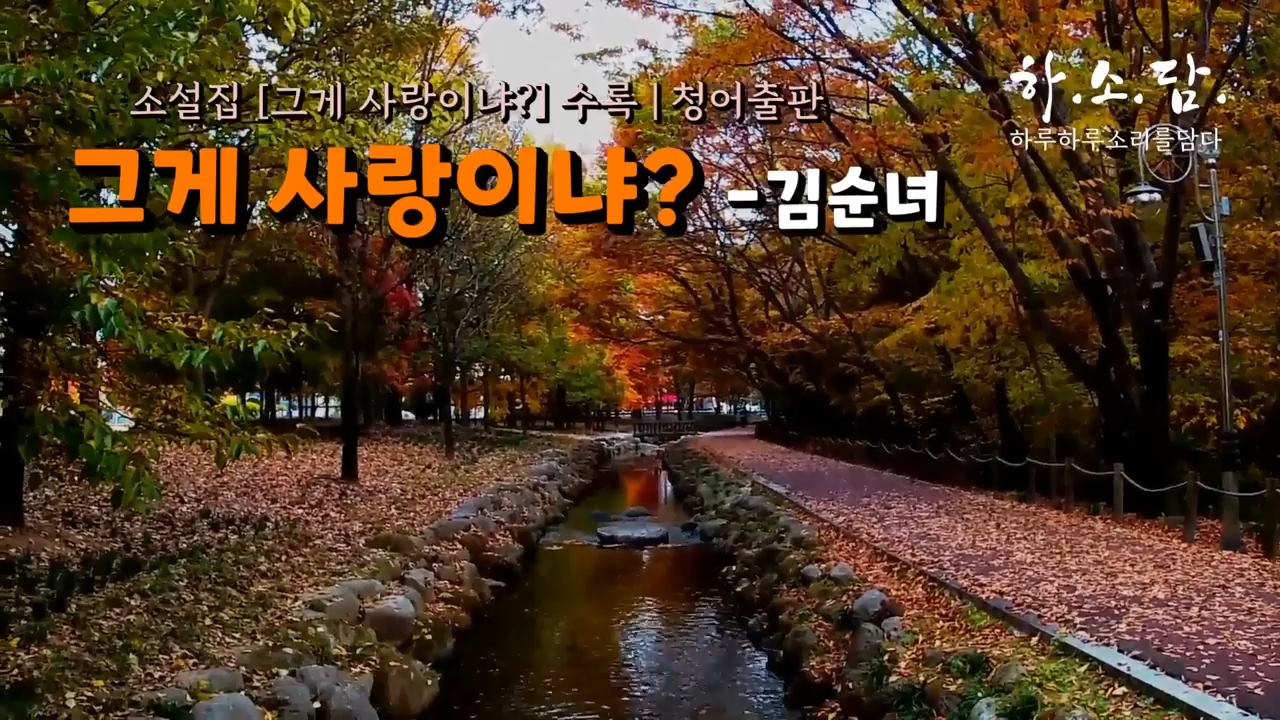 소설집 [그게 사랑이냐?] 수록 | 청어출판
그게 사랑이냐? -김순녀
하.소.담.
하루하루 소리를담다